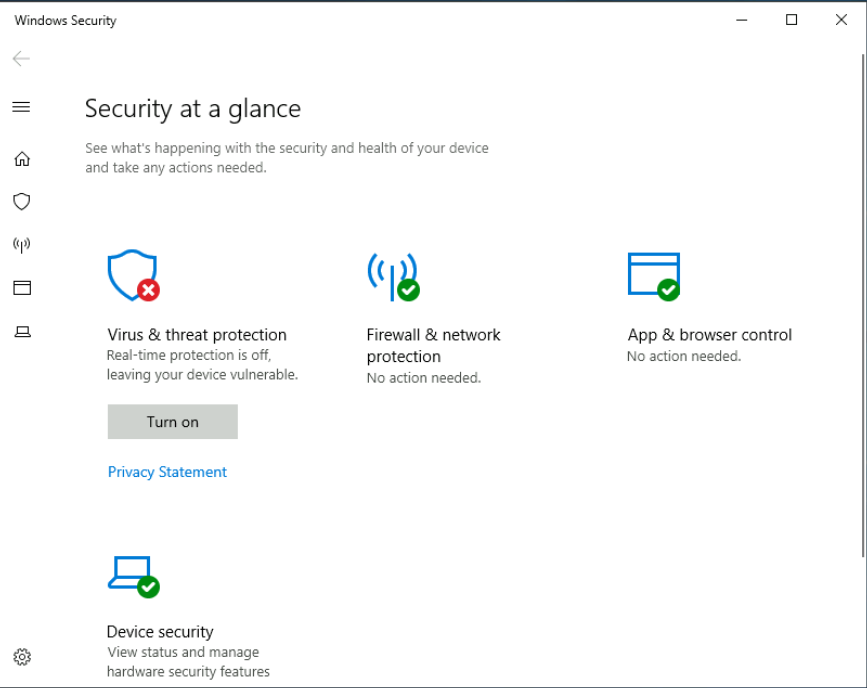 Windows Security
Security at a glance
See what's happening with the security and health of your device
and take any actions needed.
Virus & threat protection
Real-time protection is off,
leaving your device vulnerable.
Turn on
Privacy Statement
Firewall & network
protection
No action needed.
App & browser control
No action needed.
Device security
View status and manage
hardware security features